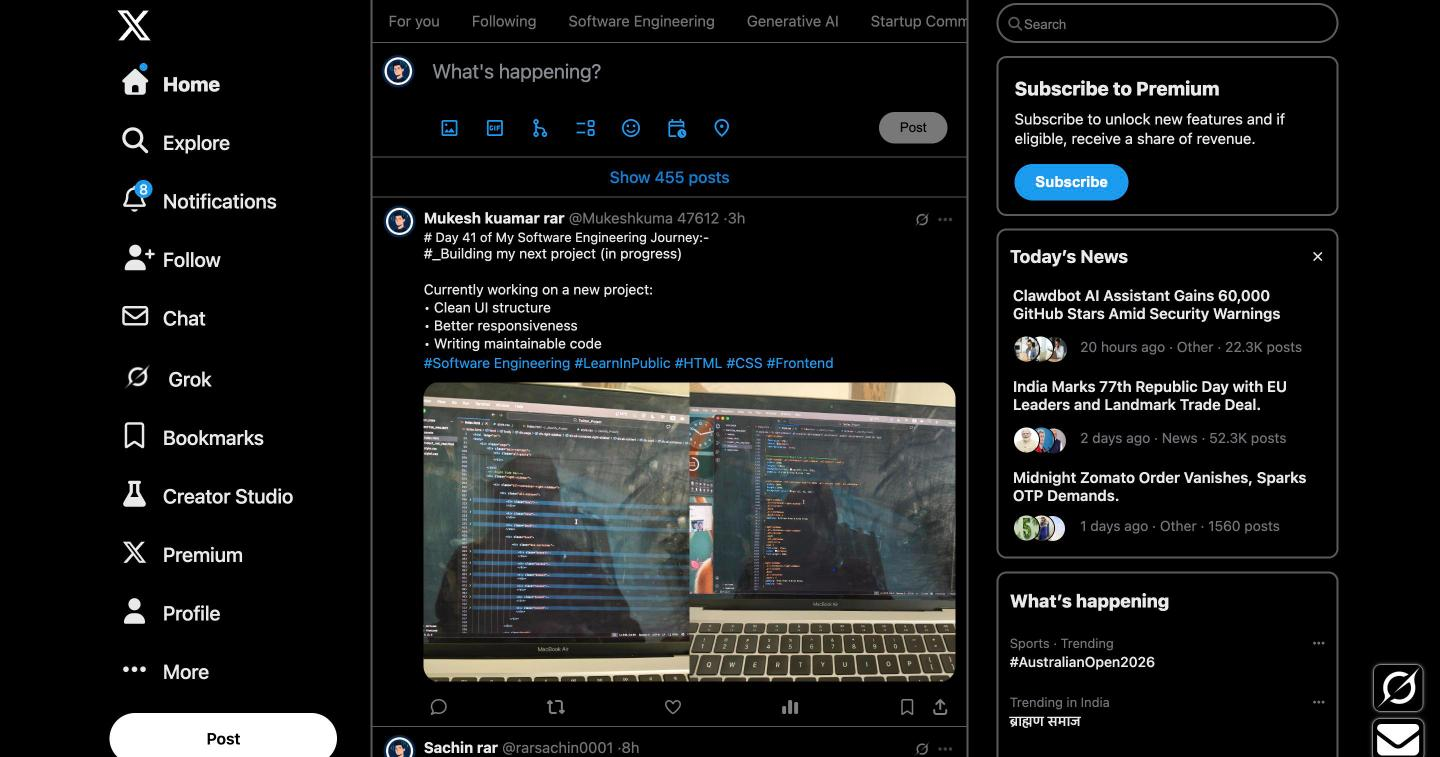 Home
Explore
8
Notifications
Follow
Chat
Grok
Bookmarks
Creator Studio
Premium
Profile
More
Post
For you
Following
Software Engineering
Generative AI
Startup Comm
What's happening?
GIF
Post
Show 455 posts
Mukesh kuamar rar @Mukeshkuma 47612 ·3h
# Day 41 of My Software Engineering Journey:-
#_Building my next project (in progress)
Currently working on a new project:
• Clean UI structure
• Better responsiveness
• Writing maintainable code
#Software Engineering #LearnInPublic #HTML #CSS #Frontend
MacBook Air
MacBook Air
Q W E R T Y U I O P
Sachin rar @rarsachin0001 ·8h
Search
Subscribe to Premium
Subscribe to unlock new features and if
eligible, receive a share of revenue.
Subscribe
Today’s News
Clawdbot AI Assistant Gains 60,000
GitHub Stars Amid Security Warnings
20 hours ago · Other · 22.3K posts
India Marks 77th Republic Day with EU
Leaders and Landmark Trade Deal.
2 days ago · News · 52.3K posts
Midnight Zomato Order Vanishes, Sparks
OTP Demands.
1 days ago · Other · 1560 posts
What’s happening
Sports · Trending
#AustralianOpen2026
Trending in India
ब्राह्मण समाज